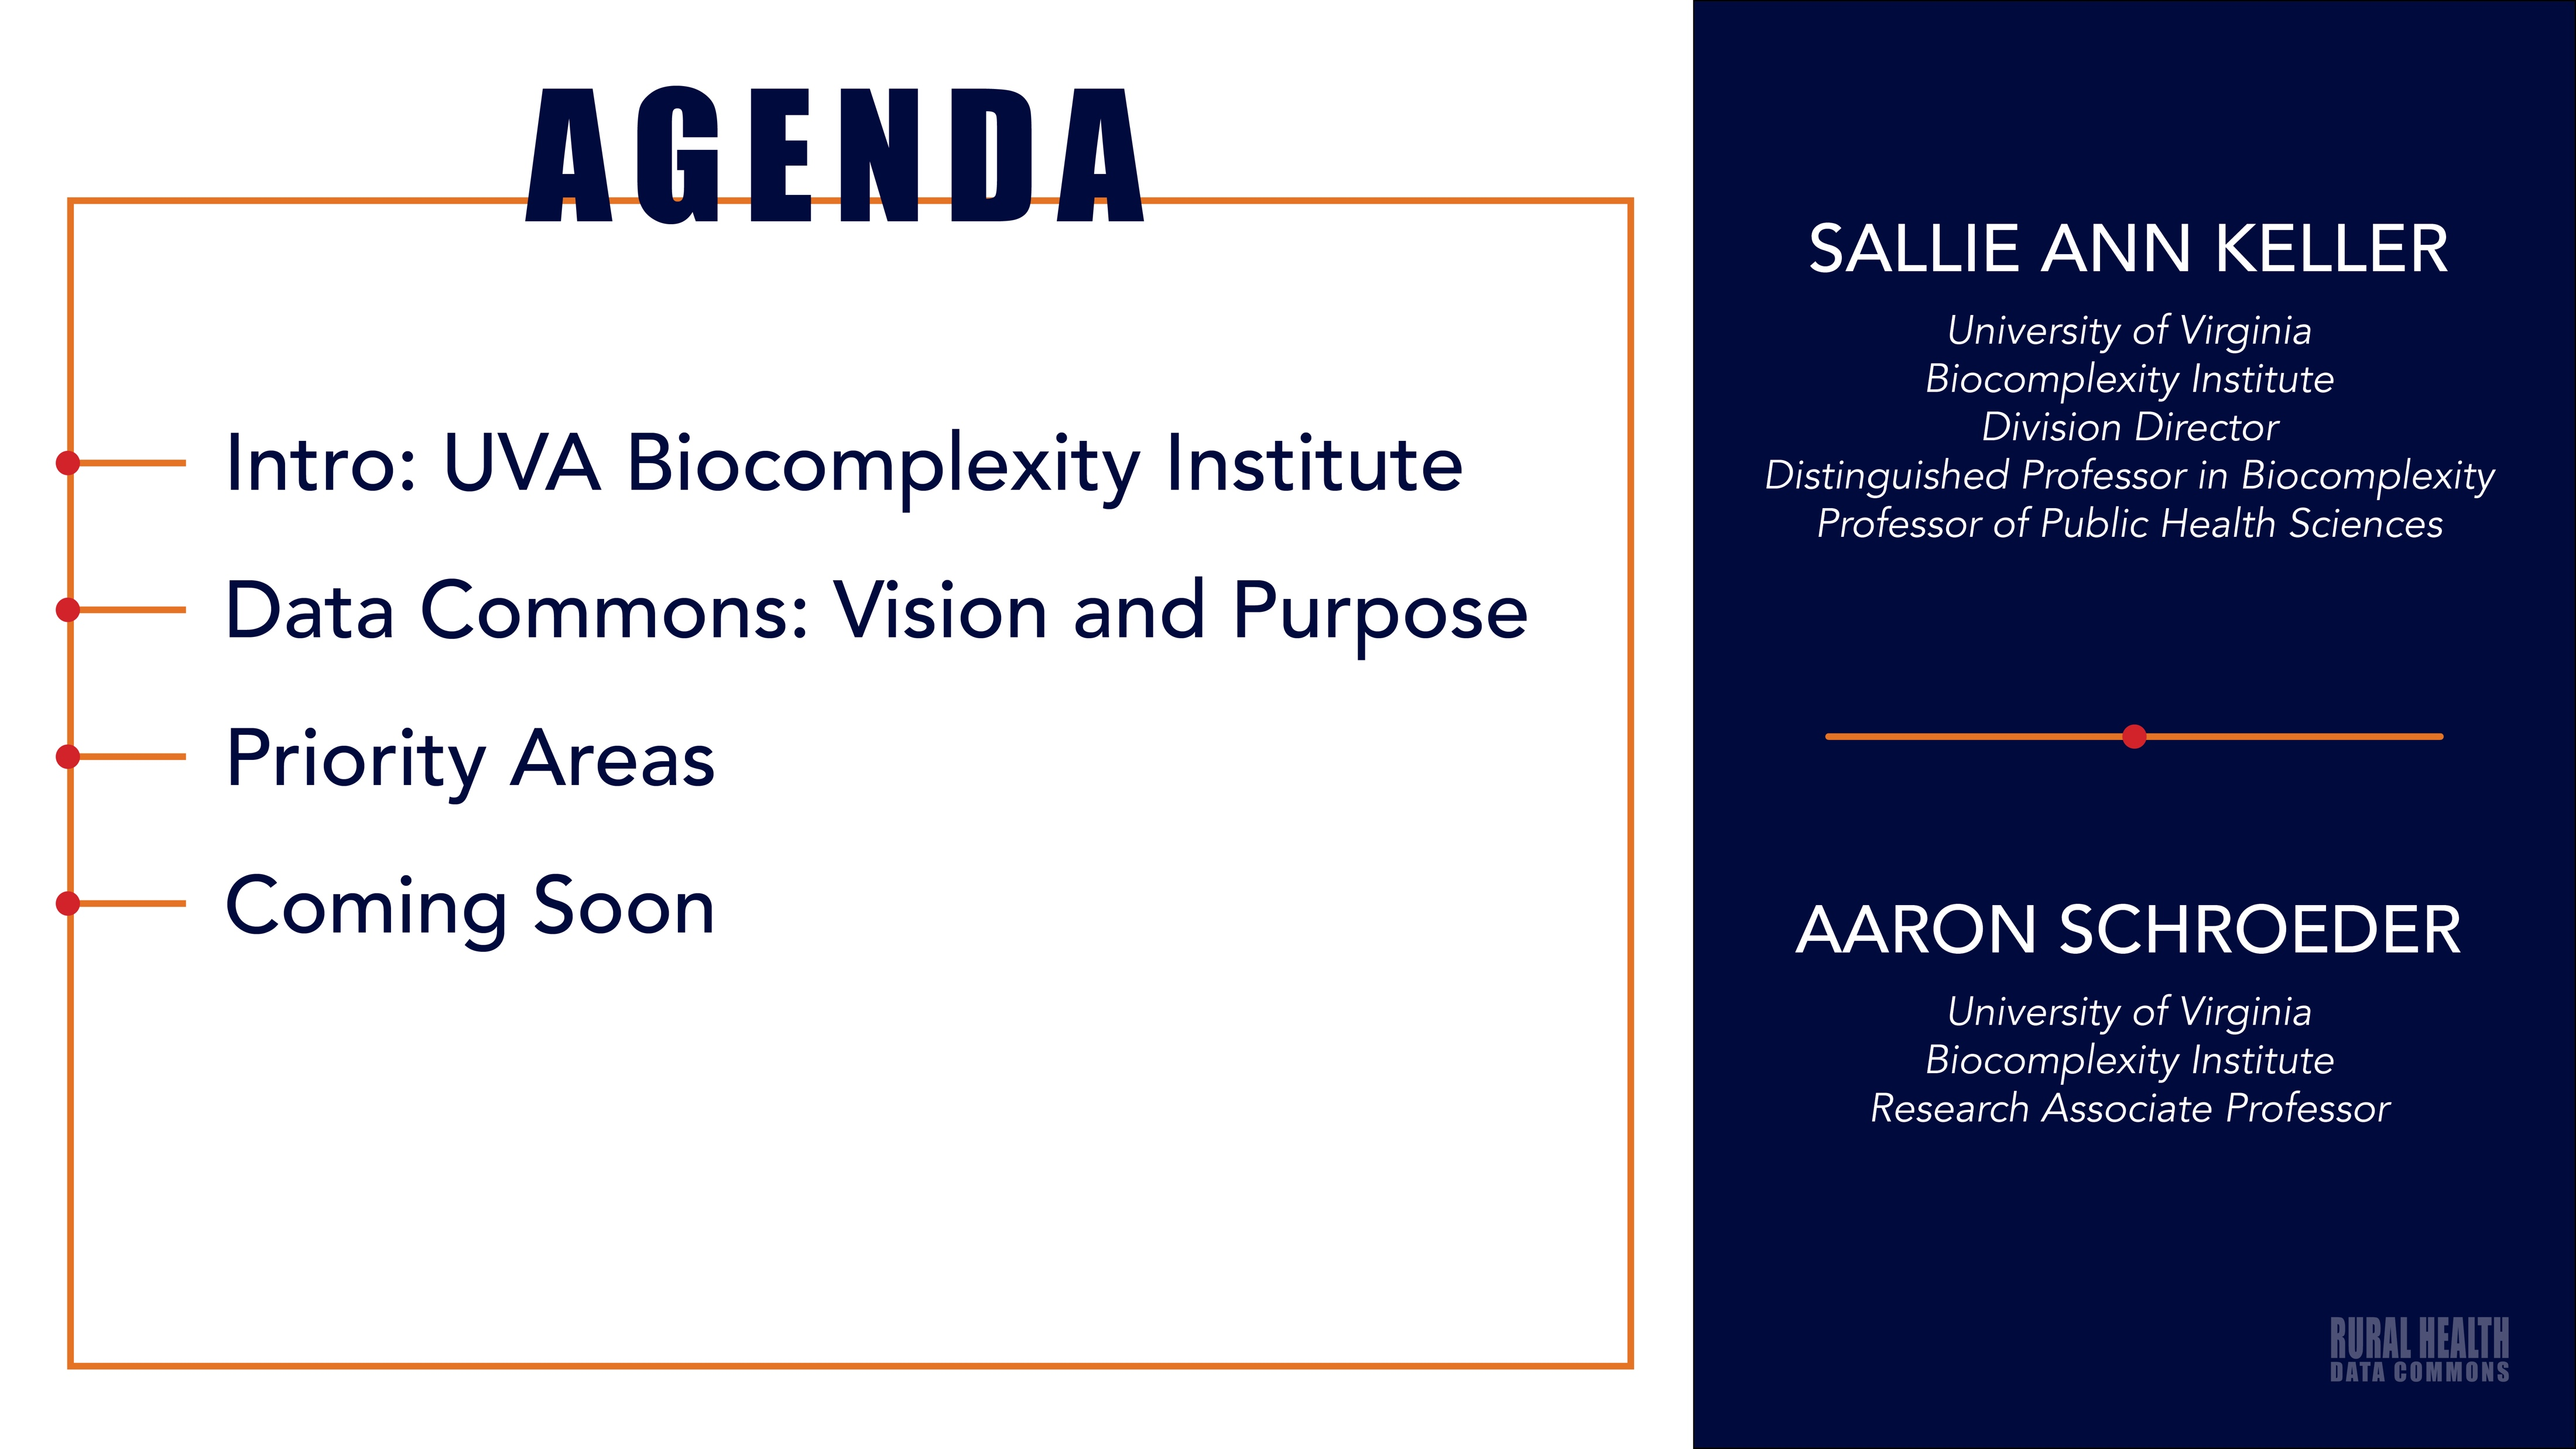 AGENDA
Intro: UVA Biocomplexity Institute
Data Commons: Vision and Purpose
Priority Areas
Coming Soon
SALLIE ANN KELLER
University of Virginia
Biocomplexity Institute
Division Director
Distinguished Professor in Biocomplexity
Professor of Public Health Sciences
AARON SCHROEDER
University of Virginia
Biocomplexity Institute
Research Associate Professor
RURAL HEALTH
DATA COMMONS